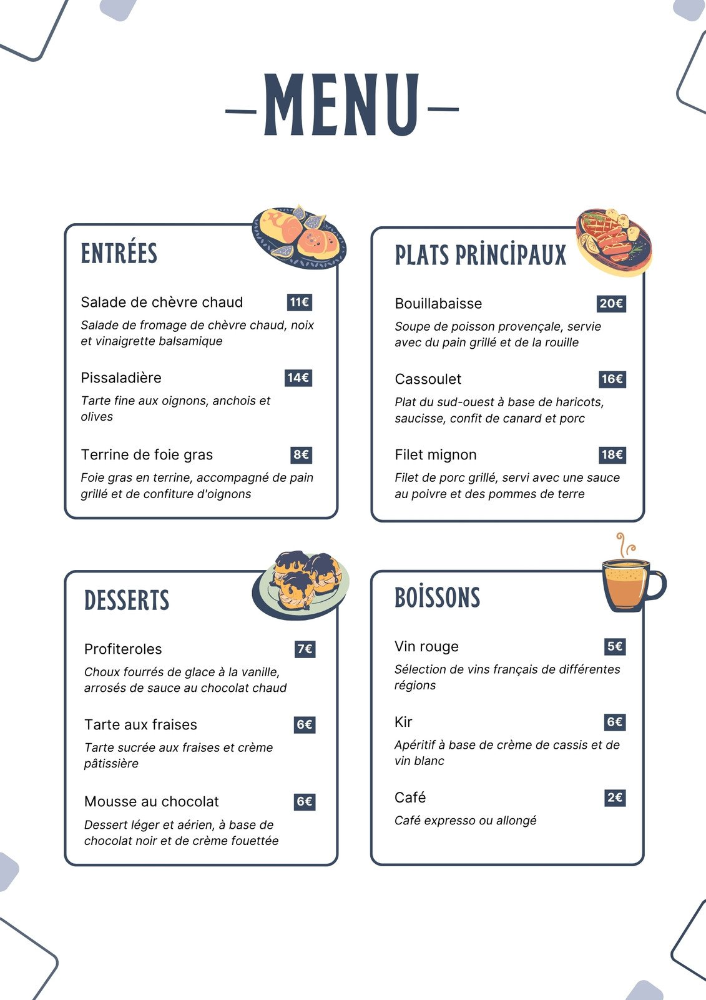 MENU
ENTRÉES
Salade de chèvre chaud 11€
Salade de fromage de chèvre chaud, noix
et vinaigrette balsamique
Pissaladière 14€
Tarte fine aux oignons, anchois et
olives
Terrine de foie gras 8€
Foie gras en terrine, accompagné de pain
grillé et de confiture d'oignons
PLATS PRINCIPAUX
Bouillabaisse 20€
Soupe de poisson provençale, servie
avec du pain grillé et de la rouille
Cassoulet 16€
Plat du sud-ouest à base de haricots,
saucisse, confit de canard et porc
Filet mignon 18€
Filet de porc grillé, servi avec une sauce
au poivre et des pommes de terre
DESSERTS
Profiteroles 7€
Choux fourrés de glace à la vanille,
arrosés de sauce au chocolat chaud
Tarte aux fraises 6€
Tarte sucrée aux fraises et crème
pâtissière
Mousse au chocolat 6€
Dessert léger et aérien, à base de
chocolat noir et de crème fouettée
BOISSONS
Vin rouge 5€
Sélection de vins français de différentes
régions
Kir 6€
Apéritif à base de crème de cassis et de
vin blanc
Café 2€
Café expresso ou allongé